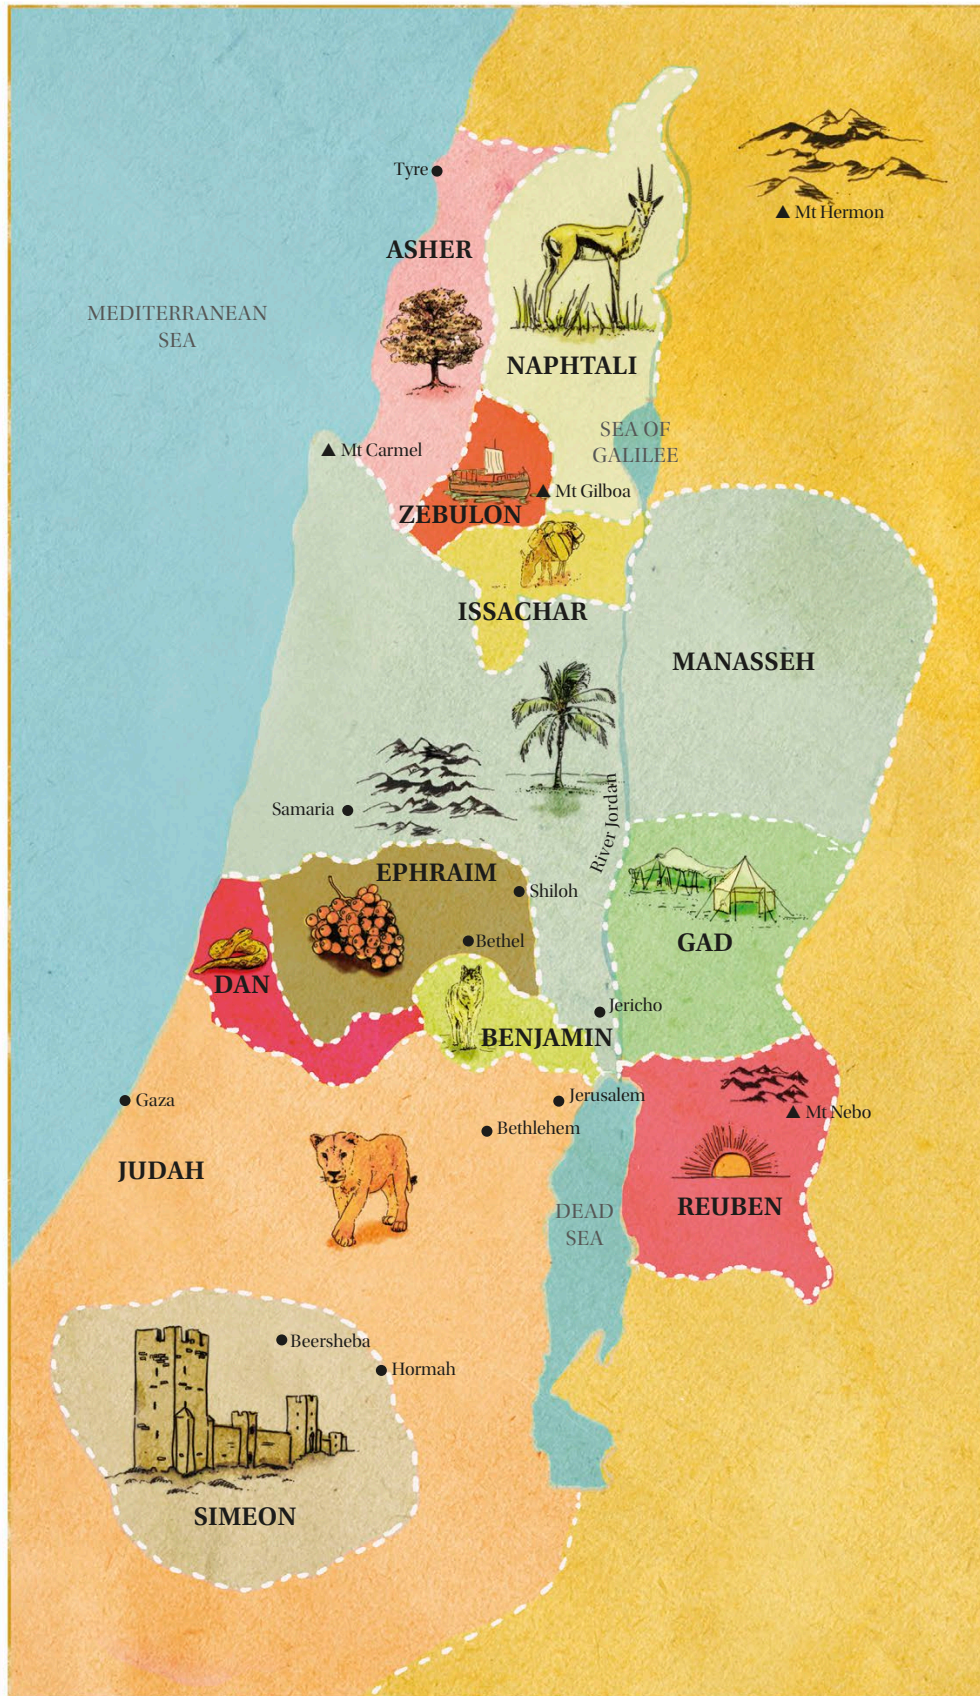 Tyre
Mt Hermon
ASHER
MEDITERRANEAN
SEA
NAPHTALI
SEA OF
GALILEE
Mt Carmel
Mt Gilboa
ZEBULON
ISSACHAR
MANASSEH
River Jordan
Samaria
EPHRAIM
Shiloh
Bethel
GAD
DAN
Jericho
BENJAMIN
Gaza
Jerusalem
Mt Nebo
Bethlehem
JUDAH
REUBEN
DEAD
SEA
Beersheba
Hormah
SIMEON